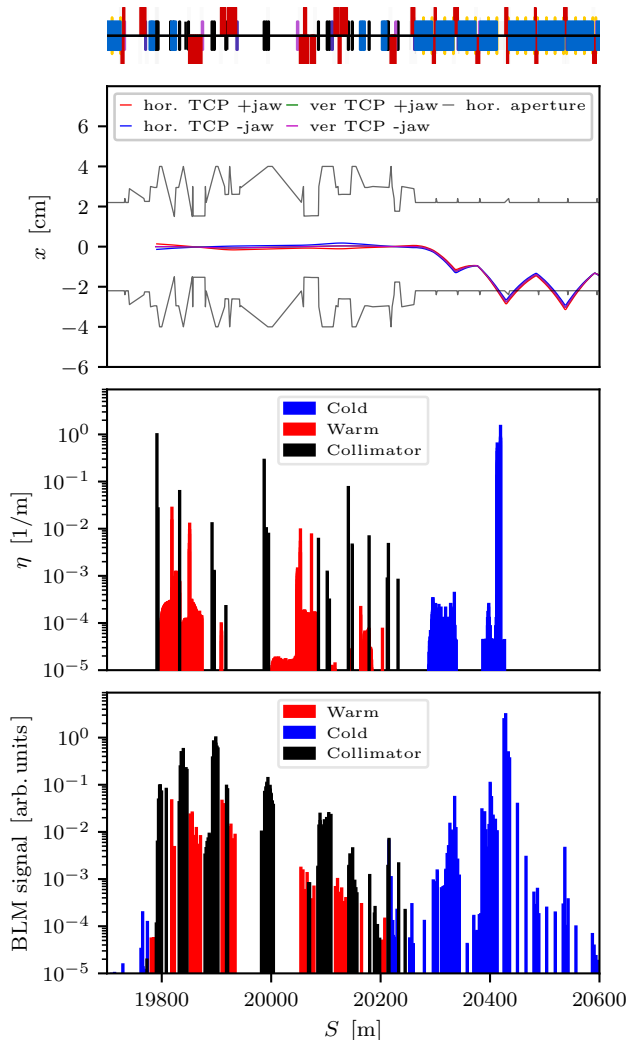 hor. TCP +jaw
hor. TCP -jaw
ver TCP +jaw
ver TCP -jaw
hor. aperture
x [cm]
6
4
2
0
−2
−4
−6
Cold
Warm
Collimator
η [1/m]
10^0
10^−1
10^−2
10^−3
10^−4
10^−5
Warm
Cold
Collimator
BLM signal [arb. units]
10^0
10^−1
10^−2
10^−3
10^−4
10^−5
19800 20000 20200 20400 20600
S [m]